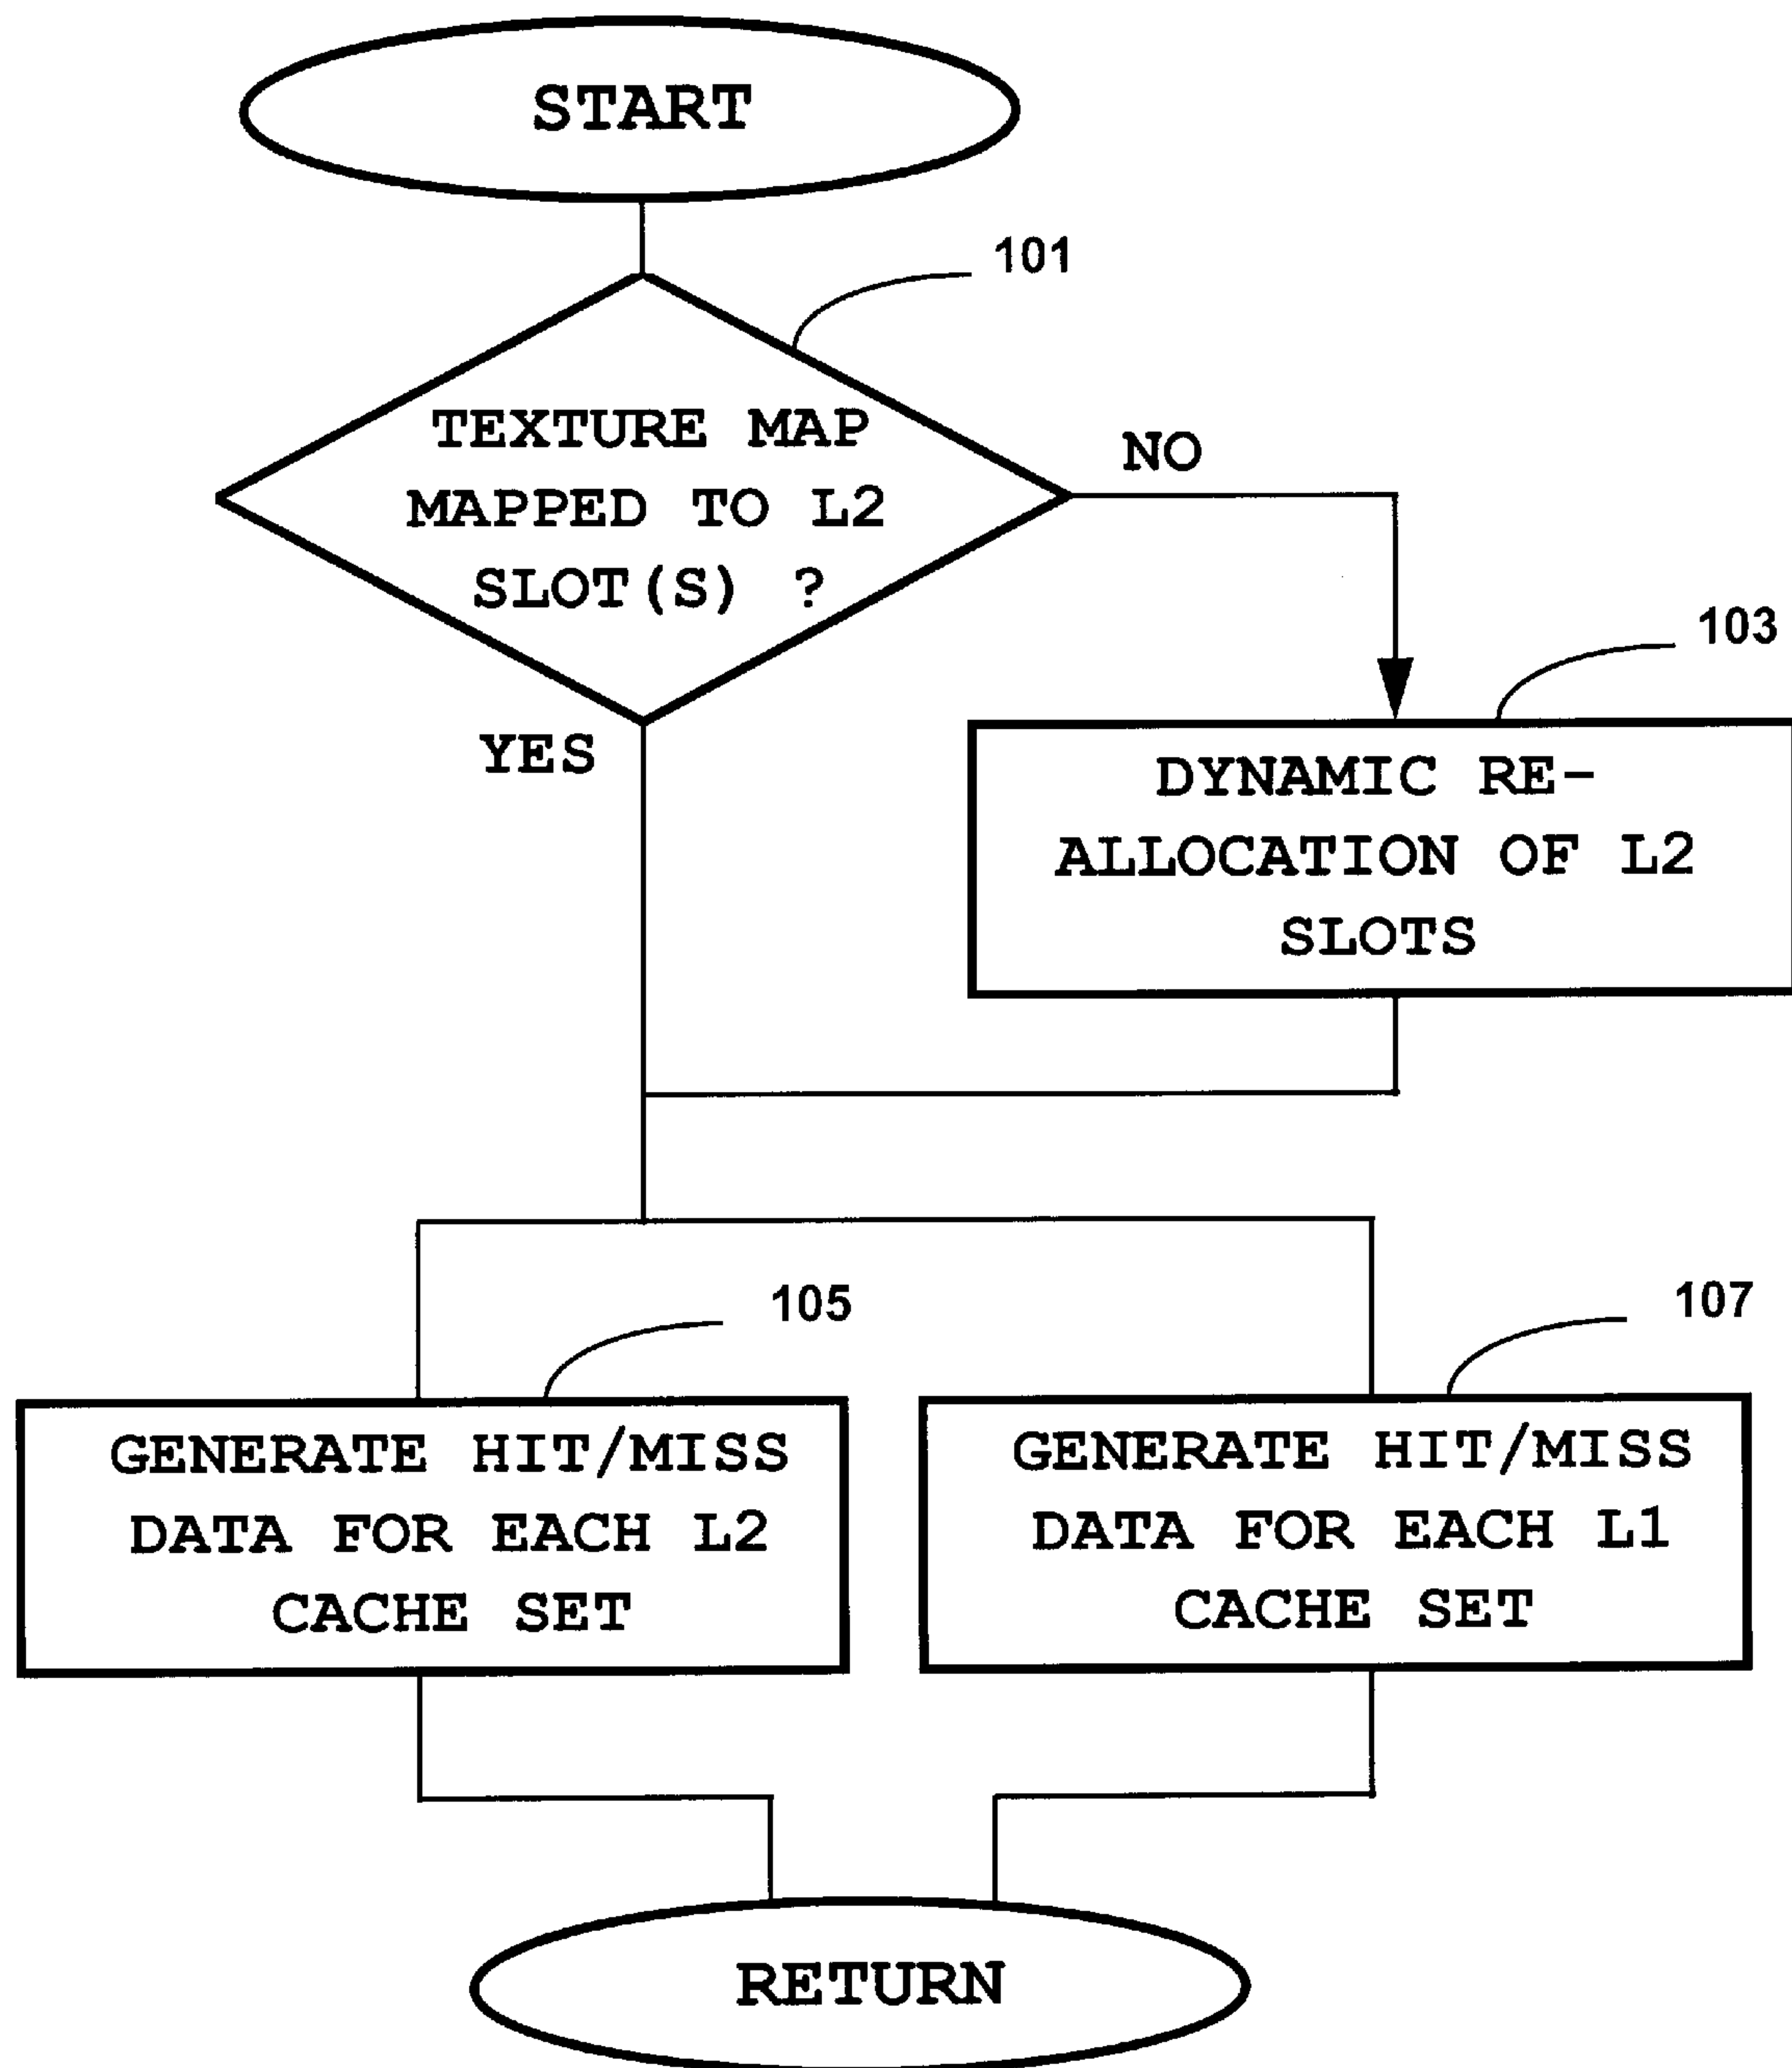 START
101
TEXTURE MAP
MAPPED TO L2
SLOT(S) ?
NO
YES
103
DYNAMIC RE-
ALLOCATION OF L2
SLOTS
105
GENERATE HIT/MISS
DATA FOR EACH L2
CACHE SET
107
GENERATE HIT/MISS
DATA FOR EACH L1
CACHE SET
RETURN